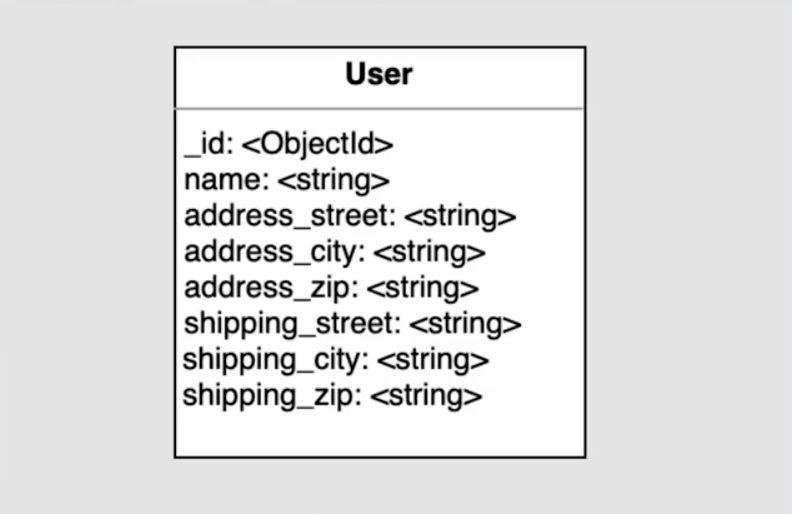 User
_id: <ObjectId>
name: <string>
address_street: <string>
address_city: <string>
address_zip: <string>
shipping_street: <string>
shipping_city: <string>
shipping_zip: <string>